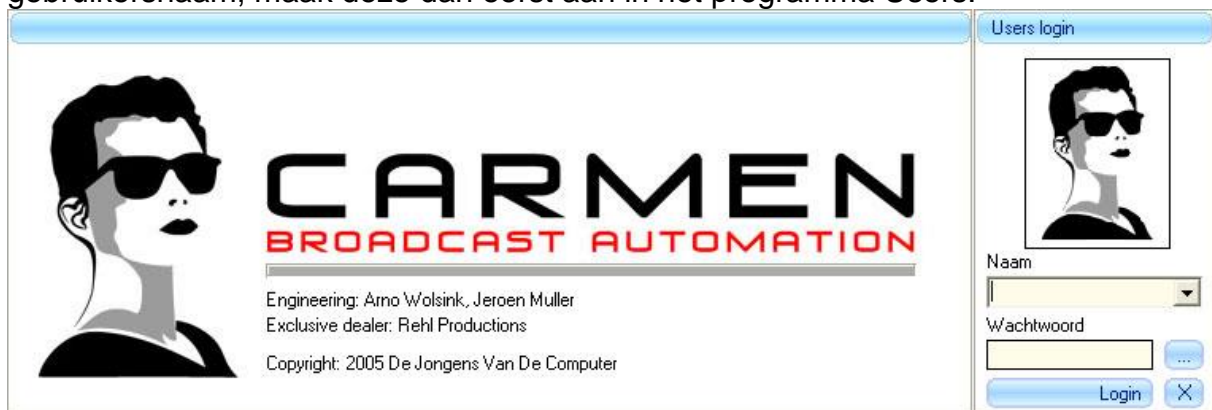 gebruikersnaam, maak deze dan eerst aan in het programma Users.
Users login
CARMEN
BROADCAST AUTOMATION
Engineering: Arno Wolsink, Jeroen Muller
Exclusive dealer: Rehl Productions
Copyright: 2005 De Jongens Van De Computer
Naam
Wachtwoord
...
Login X